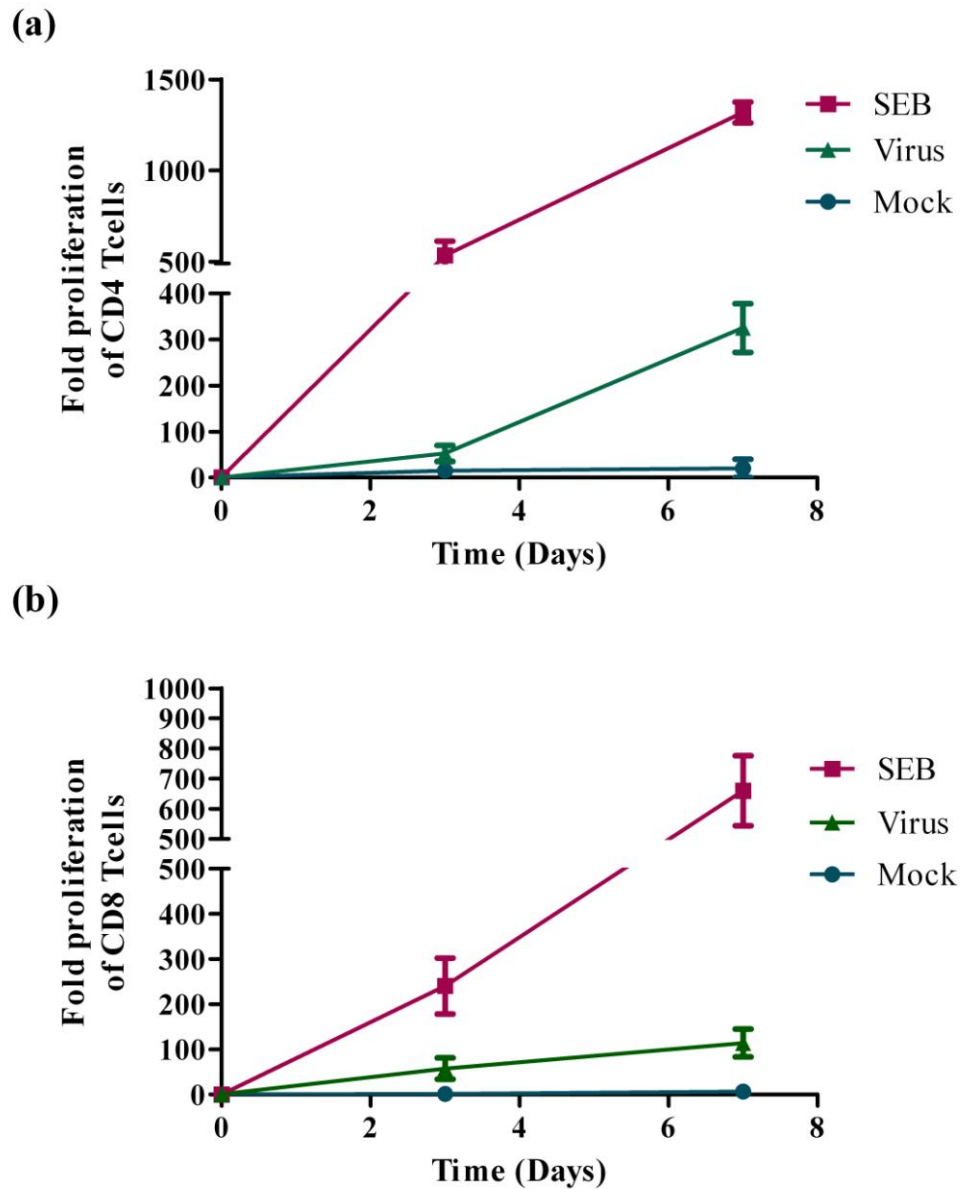 (a)
Fold proliferation
of CD4 Tcells
1500
1000
500
400
300
200
100
0
0 2 4 6 8
Time (Days)
SEB
Virus
Mock
(b)
Fold proliferation
of CD8 Tcells
1000
900
800
700
600
500
500
400
300
200
100
0
0 2 4 6 8
Time (Days)
SEB
Virus
Mock